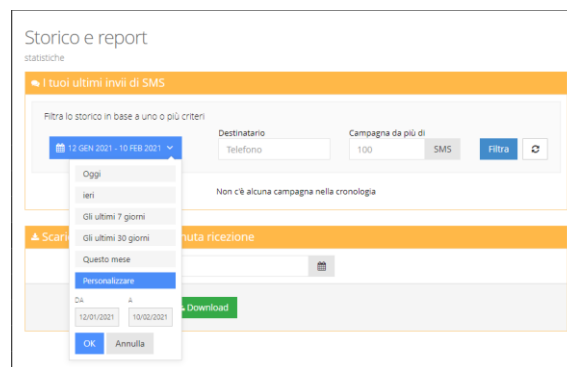 Storico e report
statistiche
I tuoi ultimi invii di SMS
Filtra lo storico in base a uno o più criteri
Destinatario
Campagna da più di
12 GEN 2021 - 10 FEB 2021
Telefono
100
SMS
Filtra
Oggi
ieri
Non c'è alcuna campagna nella cronologia
Gli ultimi 7 giorni
Scari
Gli ultimi 30 giorni
nuta ricezione
Questo mese
Personalizzare
DA
A
12/01/2021
10/02/2021
Download
OK
Annulla